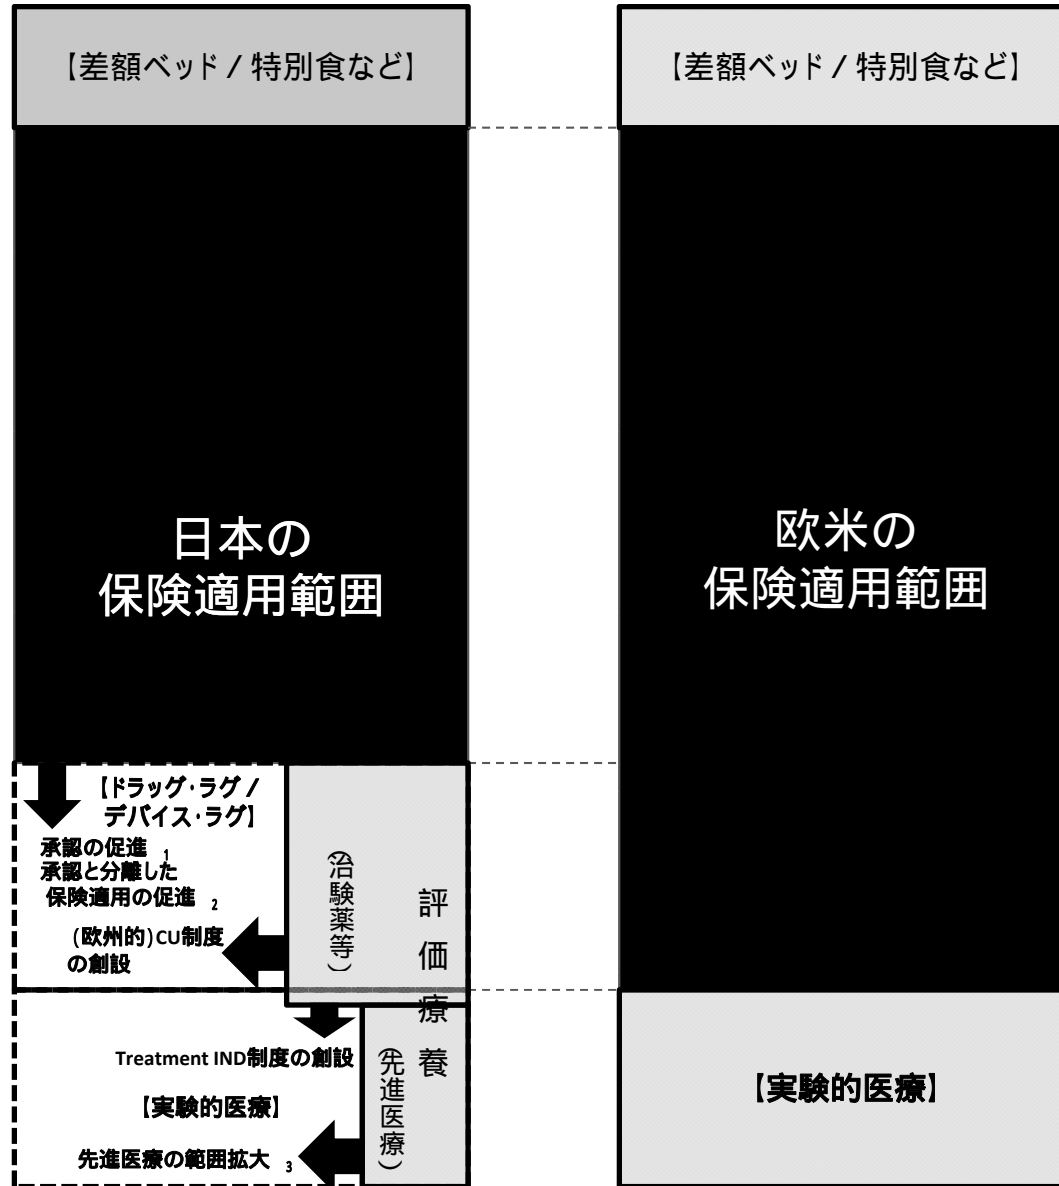 【差額ベッド / 特別食など】
日本の
保険適用範囲
【ドラッグ・ラグ /
デバイス・ラグ】
承認の促進 1
承認と分離した
保険適用の促進 2
(欧州的)CU制度
の創設
評価療養
(治験薬等)
Treatment IND制度の創設
【実験的医療】
先進医療の範囲拡大 3
(先進医療)
【差額ベッド / 特別食など】
欧米の
保険適用範囲
【実験的医療】